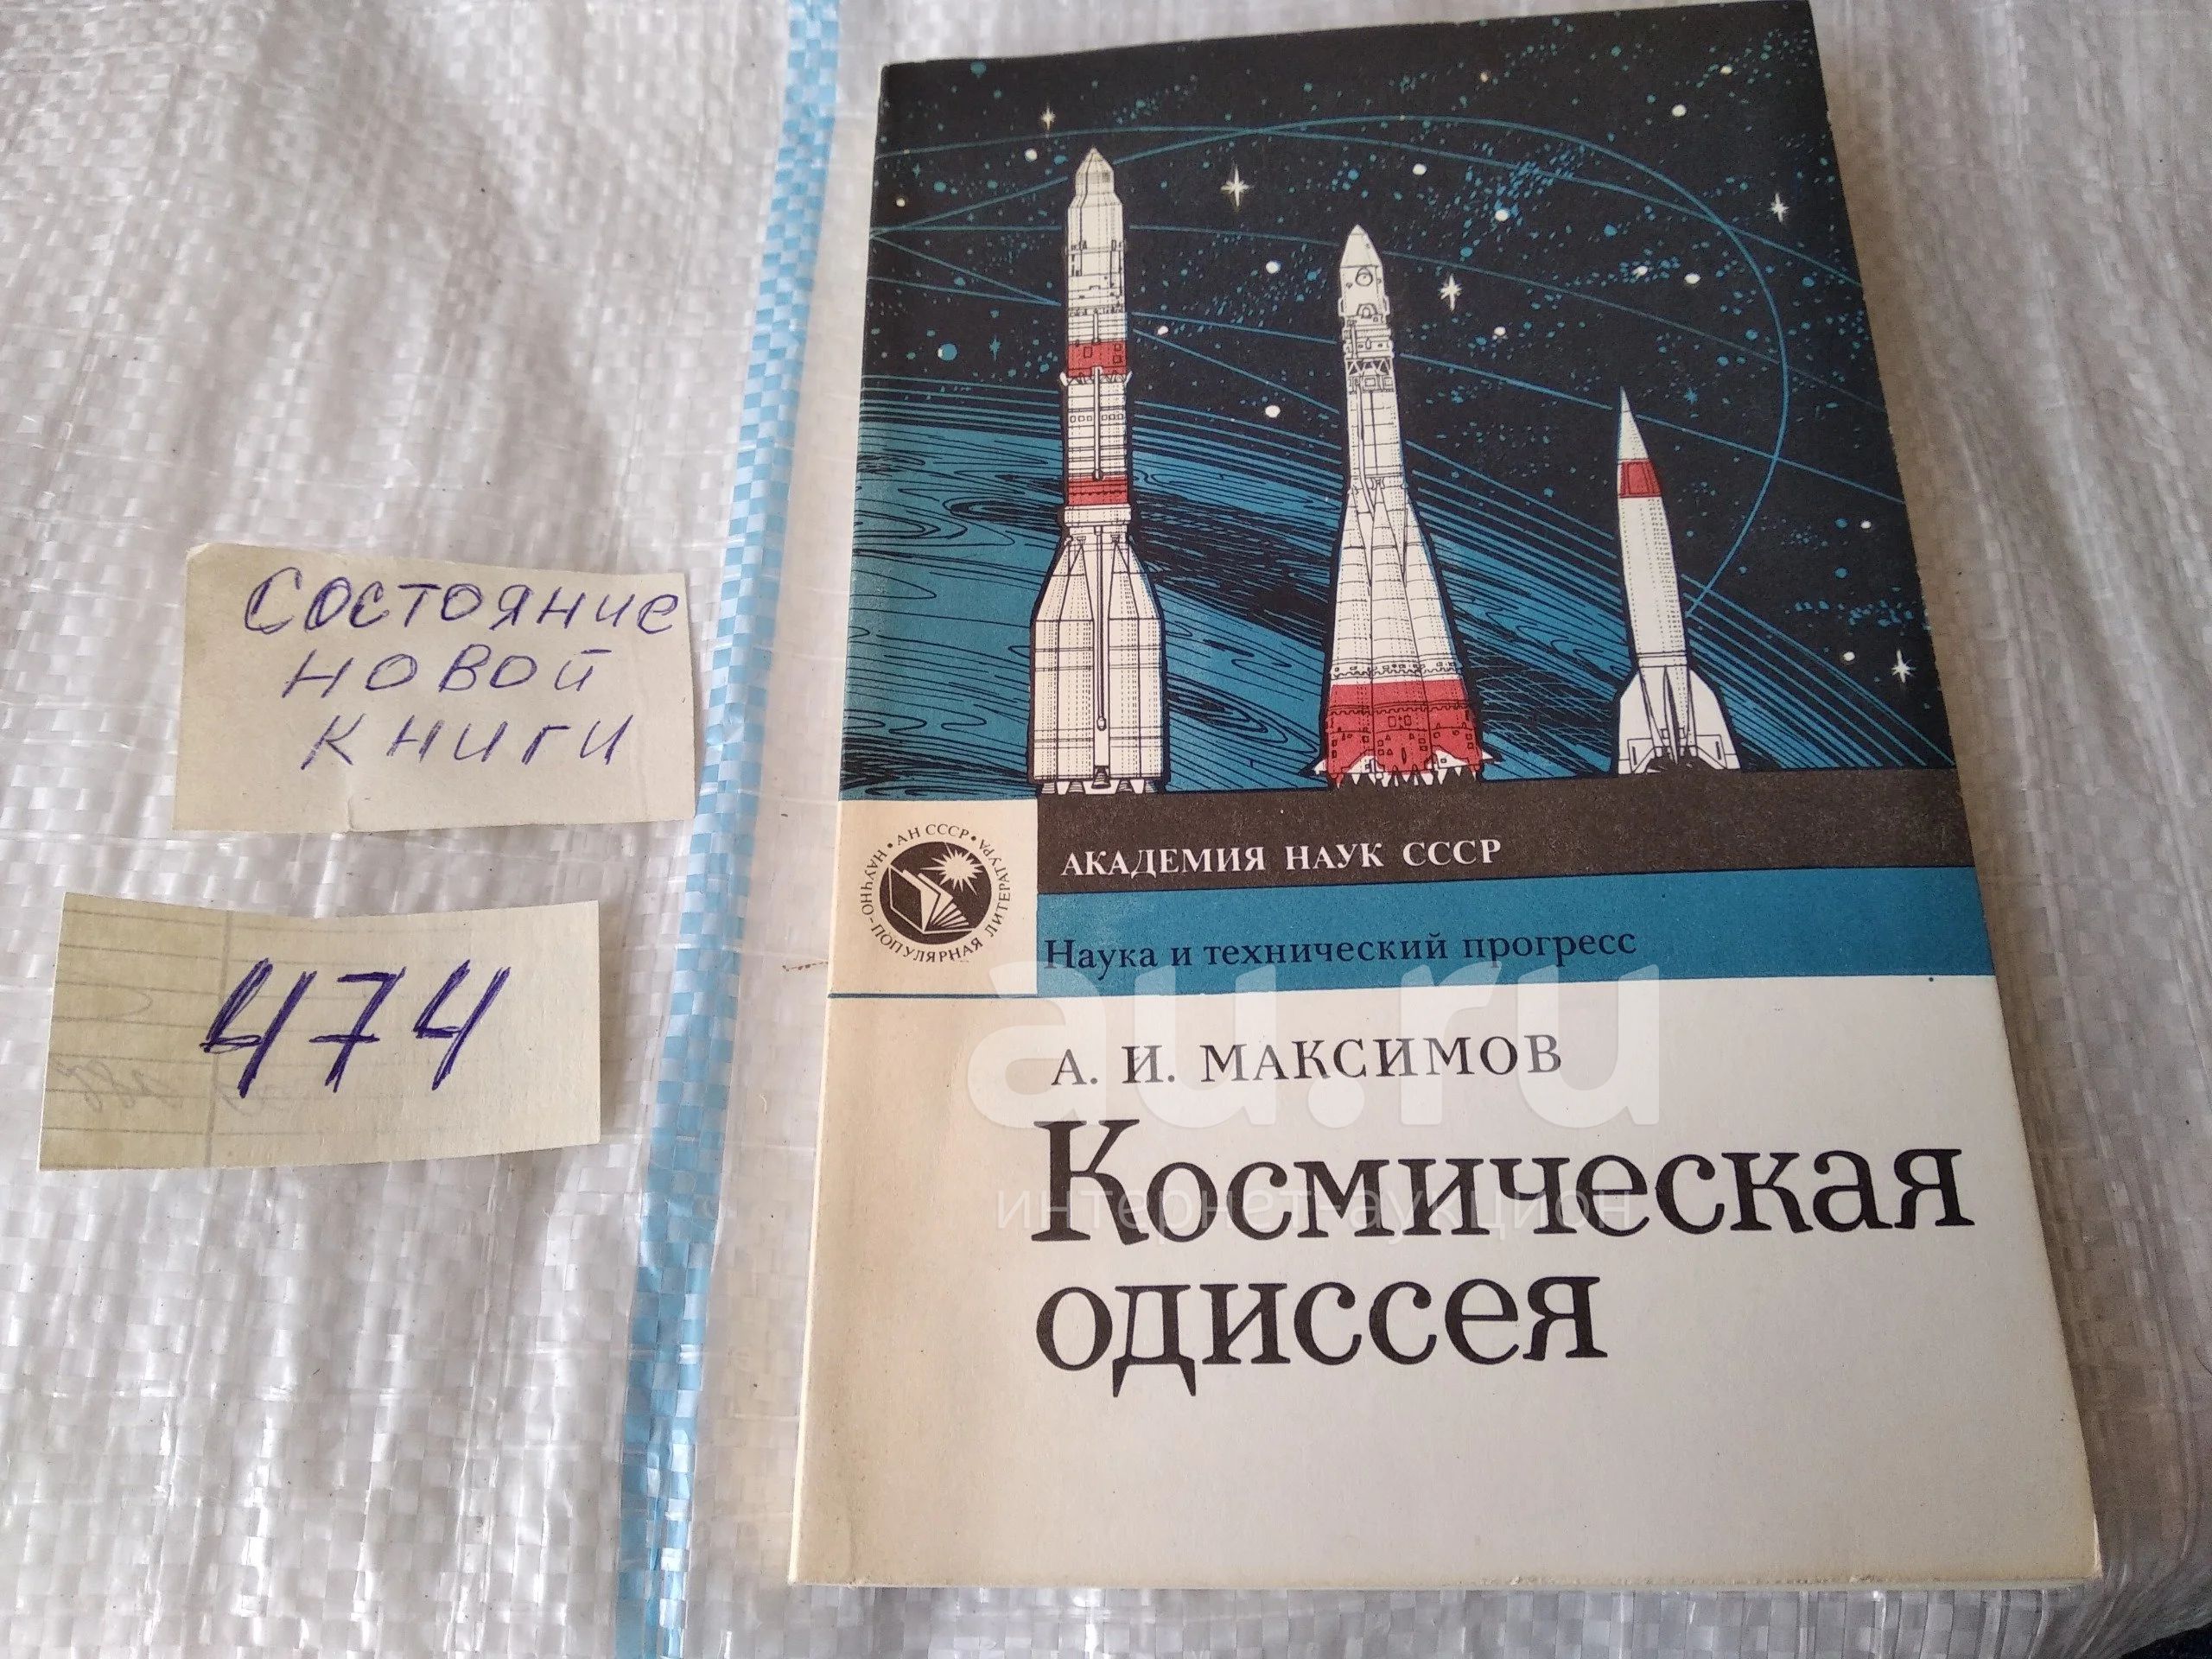 Состояние
новой
книги
474
НАУЧНО-ПОПУЛЯРНАЯ ЛИТЕРАТУРА • АН СССР •
АКАДЕМИЯ НАУК СССР
Наука и технический прогресс
au.ru
А. И. МАКСИМОВ
Космическая
интернет-аукцион
одиссея